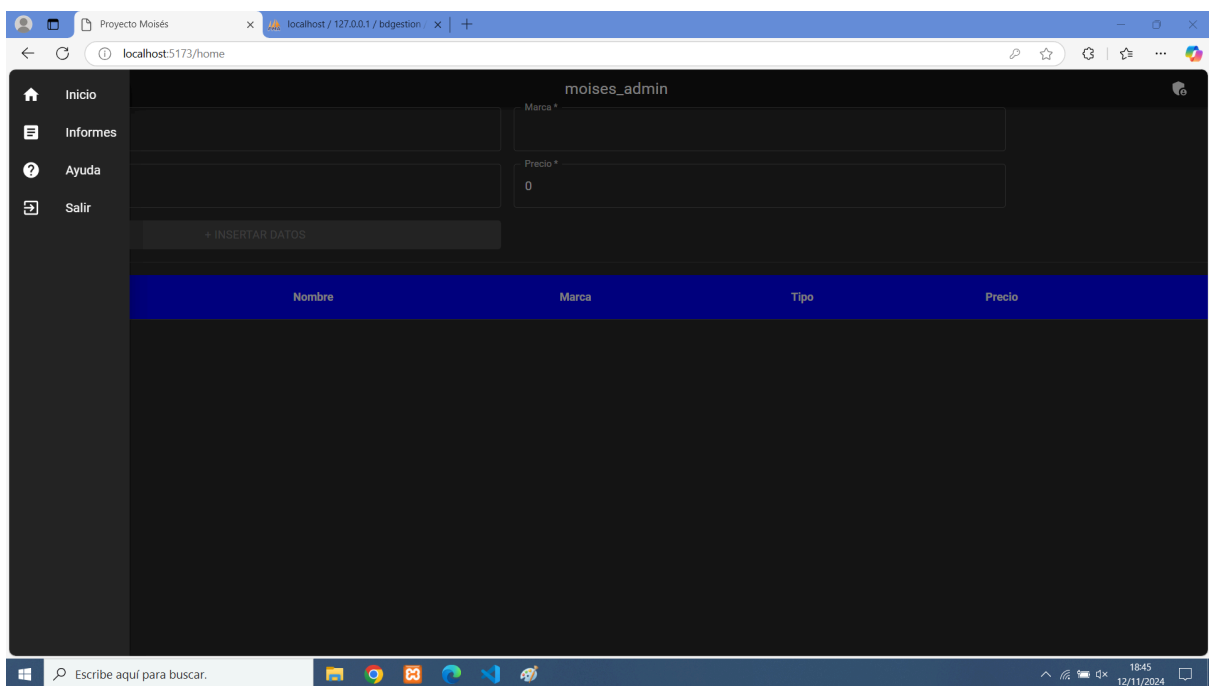 Proyecto Moisés
localhost / 127.0.0.1 / bdgestion /
localhost:5173/home
moises_admin
Inicio
Informes
Ayuda
Salir
Marca *
Precio *
0
+ INSERTAR DATOS
Nombre Marca Tipo Precio
Escribe aquí para buscar.
18:45
12/11/2024